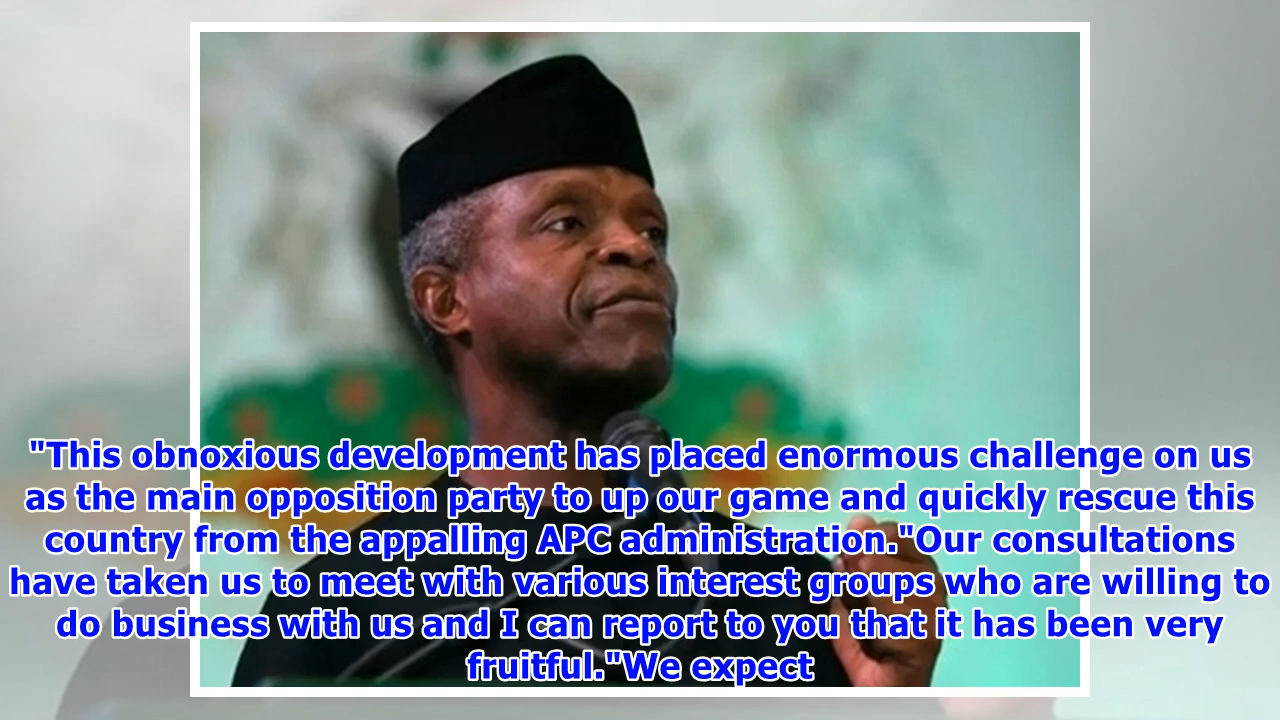 "This obnoxious development has placed enormous challenge on us
as the main opposition party to up our game and quickly rescue this
country from the appalling APC administration."Our consultations
have taken us to meet with various interest groups who are willing to
do business with us and I can report to you that it has been very
fruitful."We expect